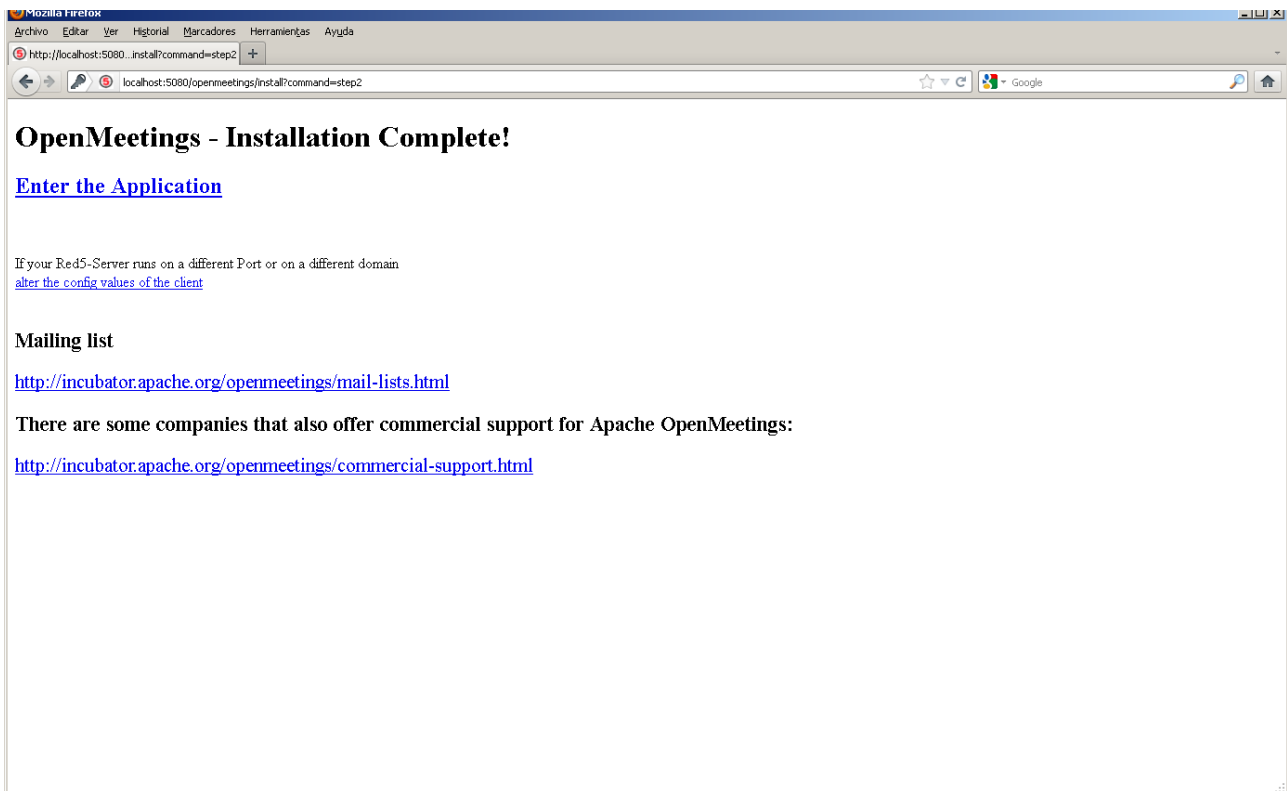 Mozilla Firefox
Archivo Editar Ver Historial Marcadores Herramientas Ayuda
http://localhost:5080...install?command=step2
localhost:5080/openmeetings/install?command=step2
Google
OpenMeetings - Installation Complete!
Enter the Application
If your Red5-Server runs on a different Port or on a different domain
alter the config values of the client
Mailing list
http://incubator.apache.org/openmeetings/mail-lists.html
There are some companies that also offer commercial support for Apache OpenMeetings:
http://incubator.apache.org/openmeetings/commercial-support.html